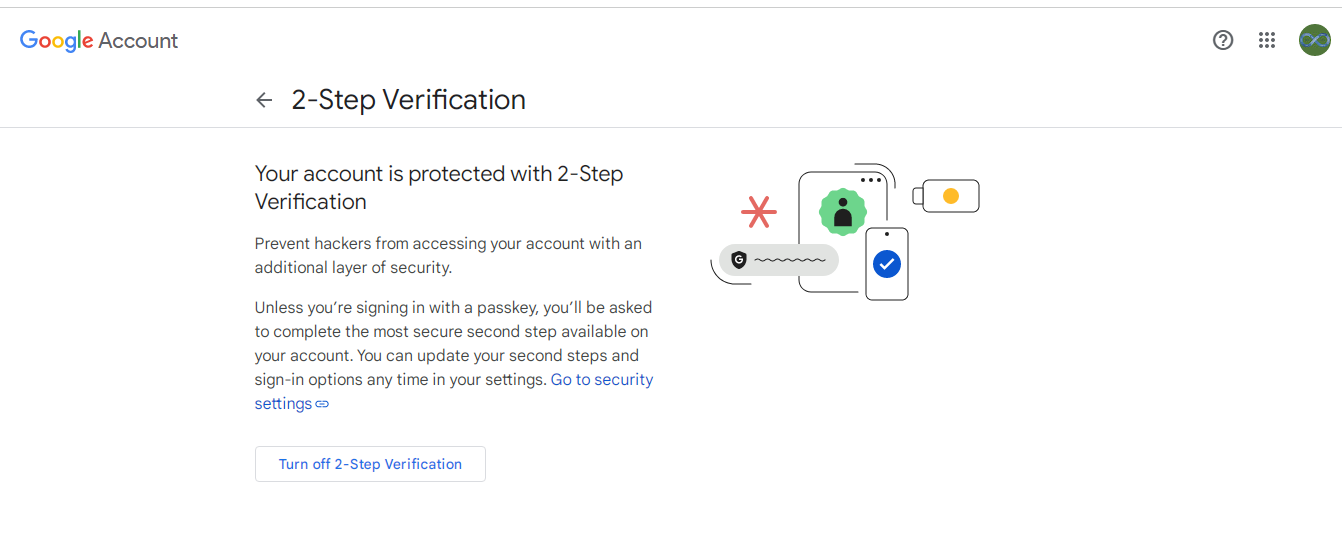 Google Account
2-Step Verification
Your account is protected with 2-Step
Verification
Prevent hackers from accessing your account with an
additional layer of security.
Unless you’re signing in with a passkey, you’ll be asked
to complete the most secure second step available on
your account. You can update your second steps and
sign-in options any time in your settings. Go to security
settings
Turn off 2-Step Verification